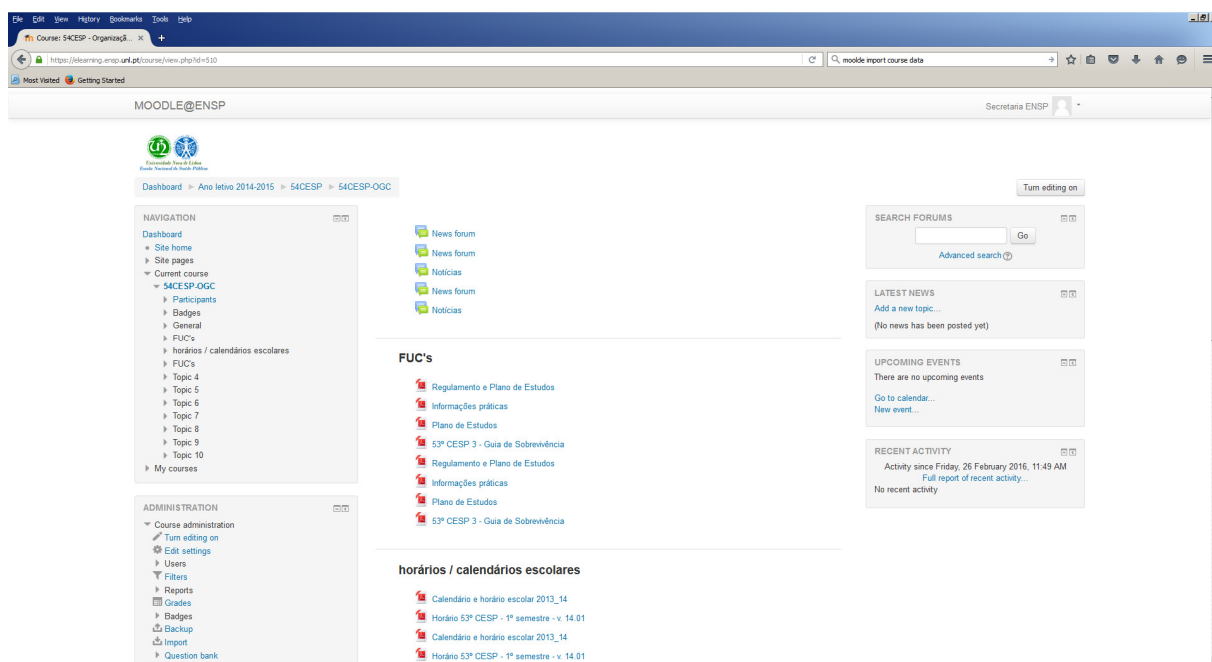 File Edit View History Bookmarks Tools Help
Course: 54CESP - Organizaçã... × +
https://elearning.ensp.unl.pt/course/view.php?id=510
moolde import course data
Most Visited Getting Started
MOODLE@ENSP
Secretaria ENSP
Universidade Nova de Lisboa
Escola Nacional de Saúde Pública
Dashboard Ano letivo 2014-2015 54CESP 54CESP-OGC
Turn editing on
NAVIGATION
Dashboard
Site home
Site pages
Current course
54CESP-OGC
Participants
Badges
General
FUC's
horários / calendários escolares
FUC's
Topic 4
Topic 5
Topic 6
Topic 7
Topic 8
Topic 9
Topic 10
My courses
ADMINISTRATION
Course administration
Turn editing on
Edit settings
Users
Filters
Reports
Grades
Badges
Backup
Import
Question bank
News forum
News forum
Notícias
News forum
Notícias
FUC's
Regulamento e Plano de Estudos
Informações práticas
Plano de Estudos
53º CESP 3 - Guia de Sobrevivência
Regulamento e Plano de Estudos
Informações práticas
Plano de Estudos
53º CESP 3 - Guia de Sobrevivência
horários / calendários escolares
Calendário e horário escolar 2013_14
Horário 53º CESP - 1º semestre - v. 14.01
Calendário e horário escolar 2013_14
Horário 53º CESP - 1º semestre - v. 14.01
SEARCH FORUMS
Go
Advanced search
LATEST NEWS
Add a new topic...
(No news has been posted yet)
UPCOMING EVENTS
There are no upcoming events
Go to calendar...
New event...
RECENT ACTIVITY
Activity since Friday, 26 February 2016, 11:49 AM
Full report of recent activity...
No recent activity